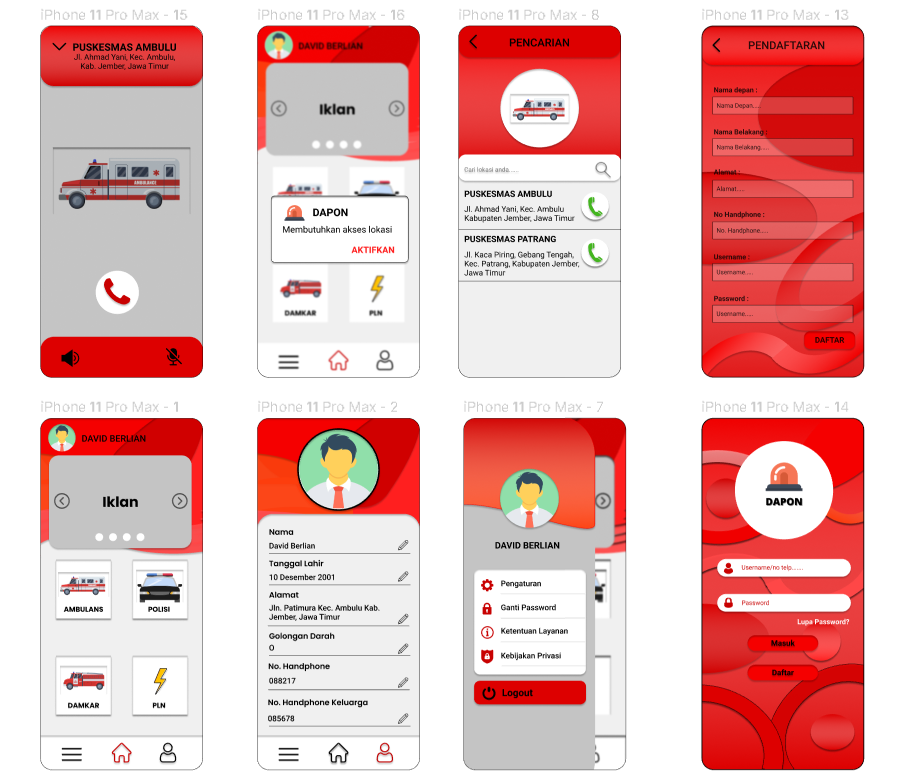 iPhone 11 Pro Max - 15
PUSKESMAS AMBULU
Jl. Ahmad Yani, Kec. Ambulu,
Kab. Jember, Jawa Timur
AMBULANCE
iPhone 11 Pro Max - 16
DAVID BERLIAN
Iklan
DAPON
Membutuhkan akses lokasi
AKTIFKAN
DAMKAR
PLN
iPhone 11 Pro Max - 8
PENCARIAN
Cari lokasi anda......
PUSKESMAS AMBULU
Jl. Ahmad Yani, Kec. Ambulu
Kabupaten Jember, Jawa Timur
PUSKESMAS PATRANG
Jl. Kaca Piring, Gebang Tengah,
Kec. Patrang, Kabupaten Jember,
Jawa Timur
iPhone 11 Pro Max - 13
PENDAFTARAN
Nama depan :
Nama Depan....
Nama Belakang :
Nama Belakang.....
Alamat :
Alamat.....
No Handphone :
No. Handphone.....
Username :
Username.....
Password :
Username.....
DAFTAR
iPhone 11 Pro Max - 1
DAVID BERLIAN
Iklan
AMBULANS
POLISI
DAMKAR
PLN
iPhone 11 Pro Max - 2
Nama
David Berlian
Tanggal Lahir
10 Desember 2001
Alamat
Jln. Patimura Kec. Ambulu Kab.
Jember, Jawa Timur
Golongan Darah
O
No. Handphone
088217
No. Handphone Keluarga
085678
iPhone 11 Pro Max - 7
DAVID BERLIAN
Pengaturan
Ganti Password
Ketentuan Layanan
Kebijakan Privasi
Logout
iPhone 11 Pro Max - 14
DAPON
Username/no telp.......
Password
Lupa Password?
Masuk
Daftar